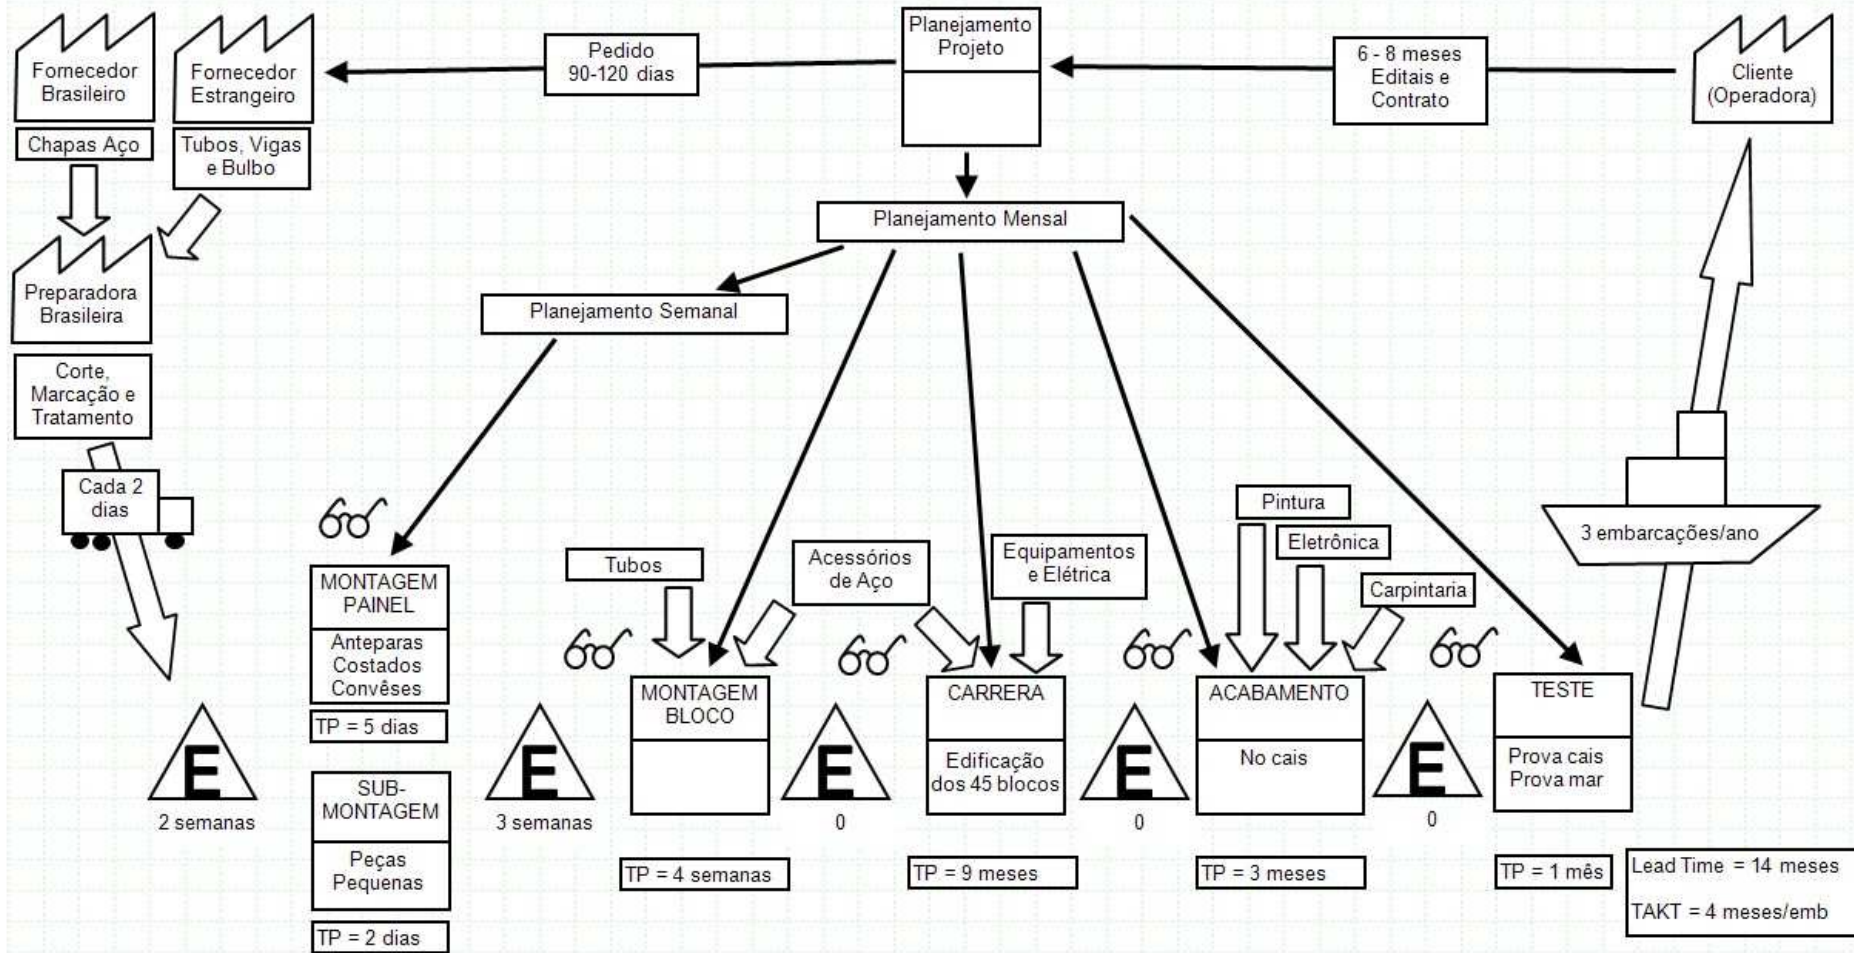 Fornecedor
Brasileiro
Fornecedor
Estrangeiro
Pedido
90-120 dias
Planejamento
Projeto
6 - 8 meses
Editais e
Contrato
Cliente
(Operadora)
Chapas Aço
Tubos, Vigas
e Bulbo
Planejamento Mensal
Preparadora
Brasileira
Planejamento Semanal
Corte,
Marcação e
Tratamento
Cada 2
dias
3 embarcações/ano
Pintura
Eletrônica
Carpintaria
Tubos
Acessórios
de Aço
Equipamentos
e Elétrica
MONTAGEM
PAINEL
Anteparas
Costados
Convêses
TP = 5 dias
SUB-
MONTAGEM
Peças
Pequenas
TP = 2 dias
MONTAGEM
BLOCO
CARRERA
Edificação
dos 45 blocos
ACABAMENTO
No cais
TESTE
Prova cais
Prova mar
E
2 semanas
E
3 semanas
E
0
E
0
E
0
TP = 4 semanas
TP = 9 meses
TP = 3 meses
TP = 1 mês
Lead Time = 14 meses
TAKT = 4 meses/emb